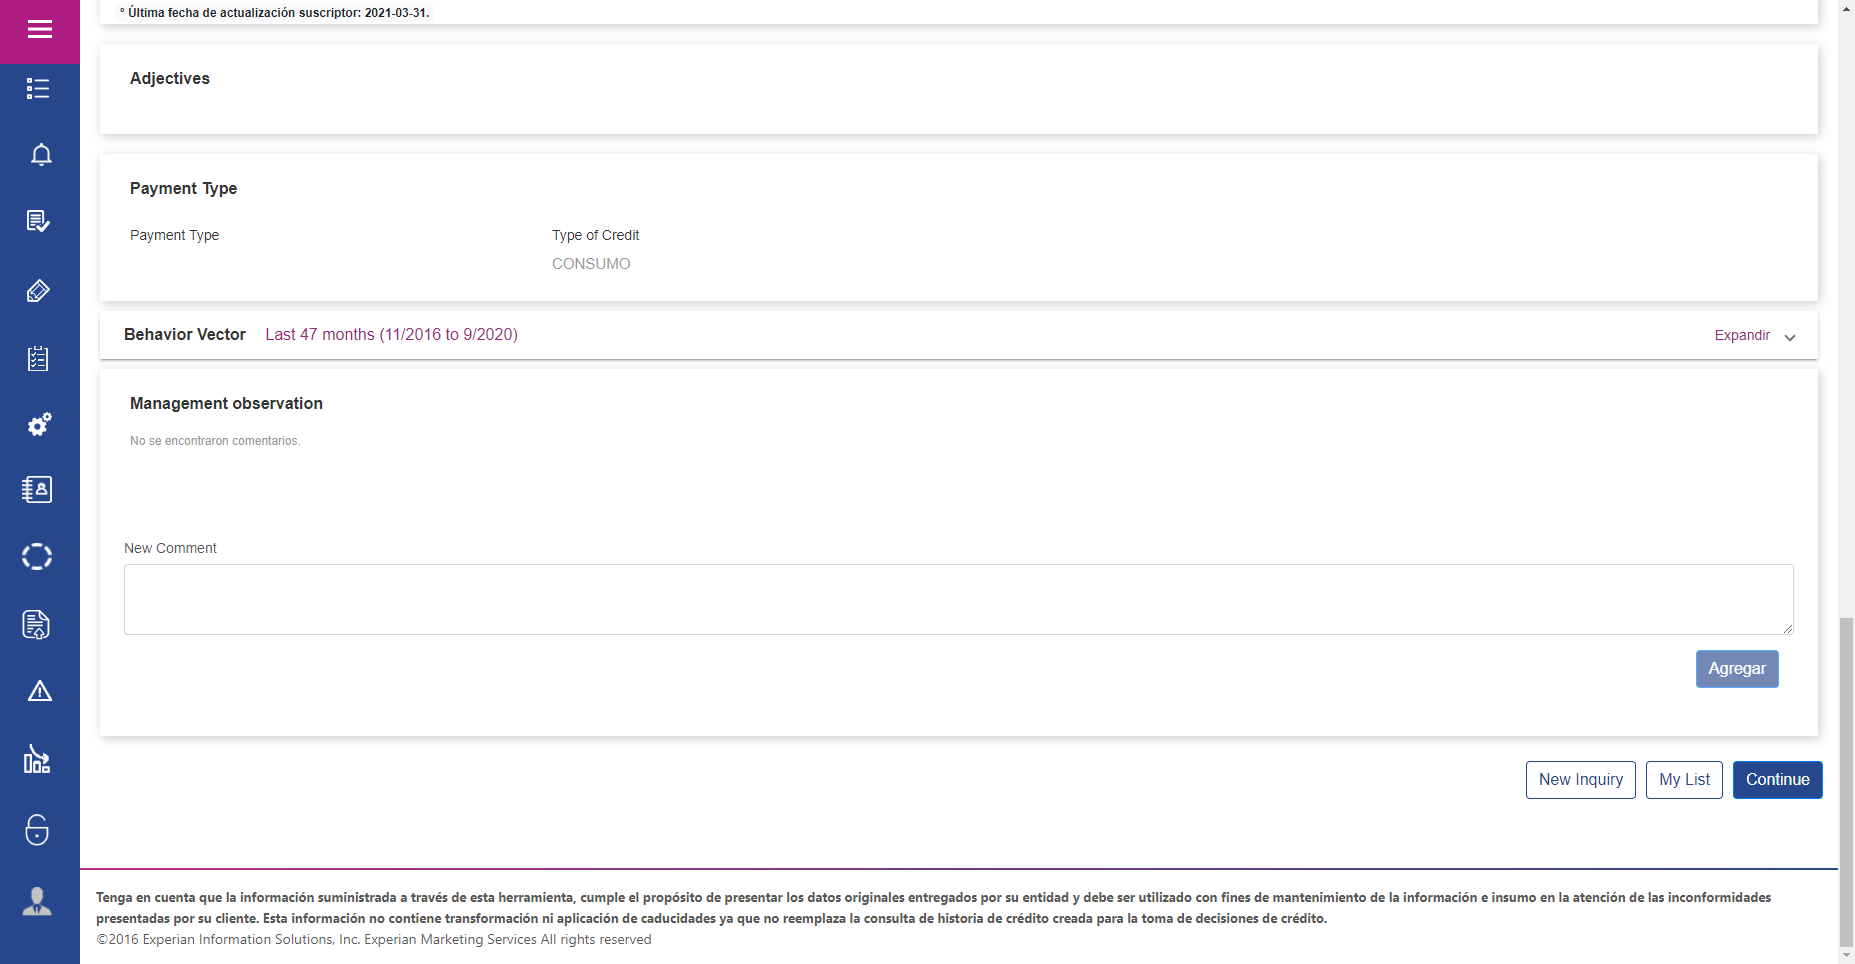 ° Última fecha de actualización suscriptor: 2021-03-31.
Adjectives
Payment Type
Payment Type
Type of Credit
CONSUMO
Behavior Vector Last 47 months (11/2016 to 9/2020) Expandir
Management observation
No se encontraron comentarios.
New Comment
Agregar
New Inquiry My List Continue
Tenga en cuenta que la información suministrada a través de esta herramienta, cumple el propósito de presentar los datos originales entregados por su entidad y debe ser utilizado con fines de mantenimiento de la información e insumo en la atención de las inconformidades
presentadas por su cliente. Esta información no contiene transformación ni aplicación de caducidades ya que no reemplaza la consulta de historia de crédito creada para la toma de decisiones de crédito.
©2016 Experian Information Solutions, Inc. Experian Marketing Services All rights reserved